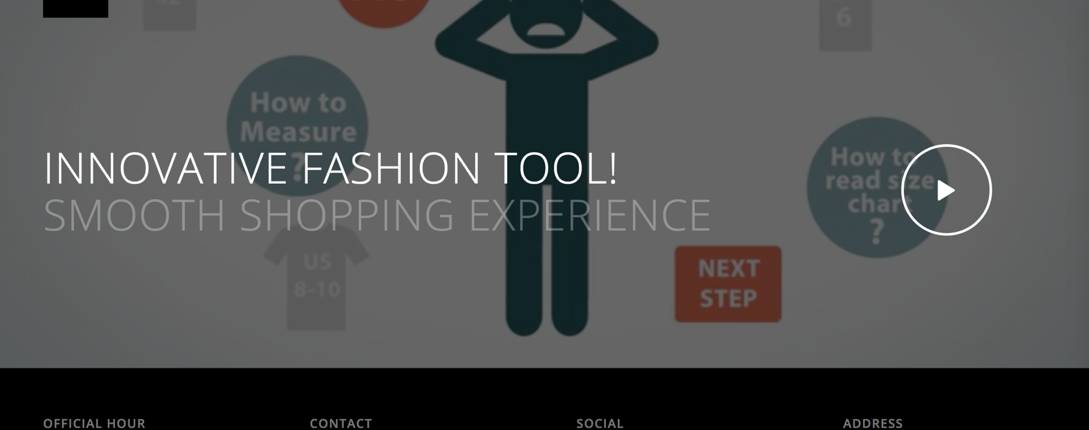 6
How to
Measure
?
INNOVATIVE FASHION TOOL!
SMOOTH SHOPPING EXPERIENCE
How to
read size
chart
?
US
8-10
NEXT
STEP
OFFICIAL HOUR
CONTACT
SOCIAL
ADDRESS